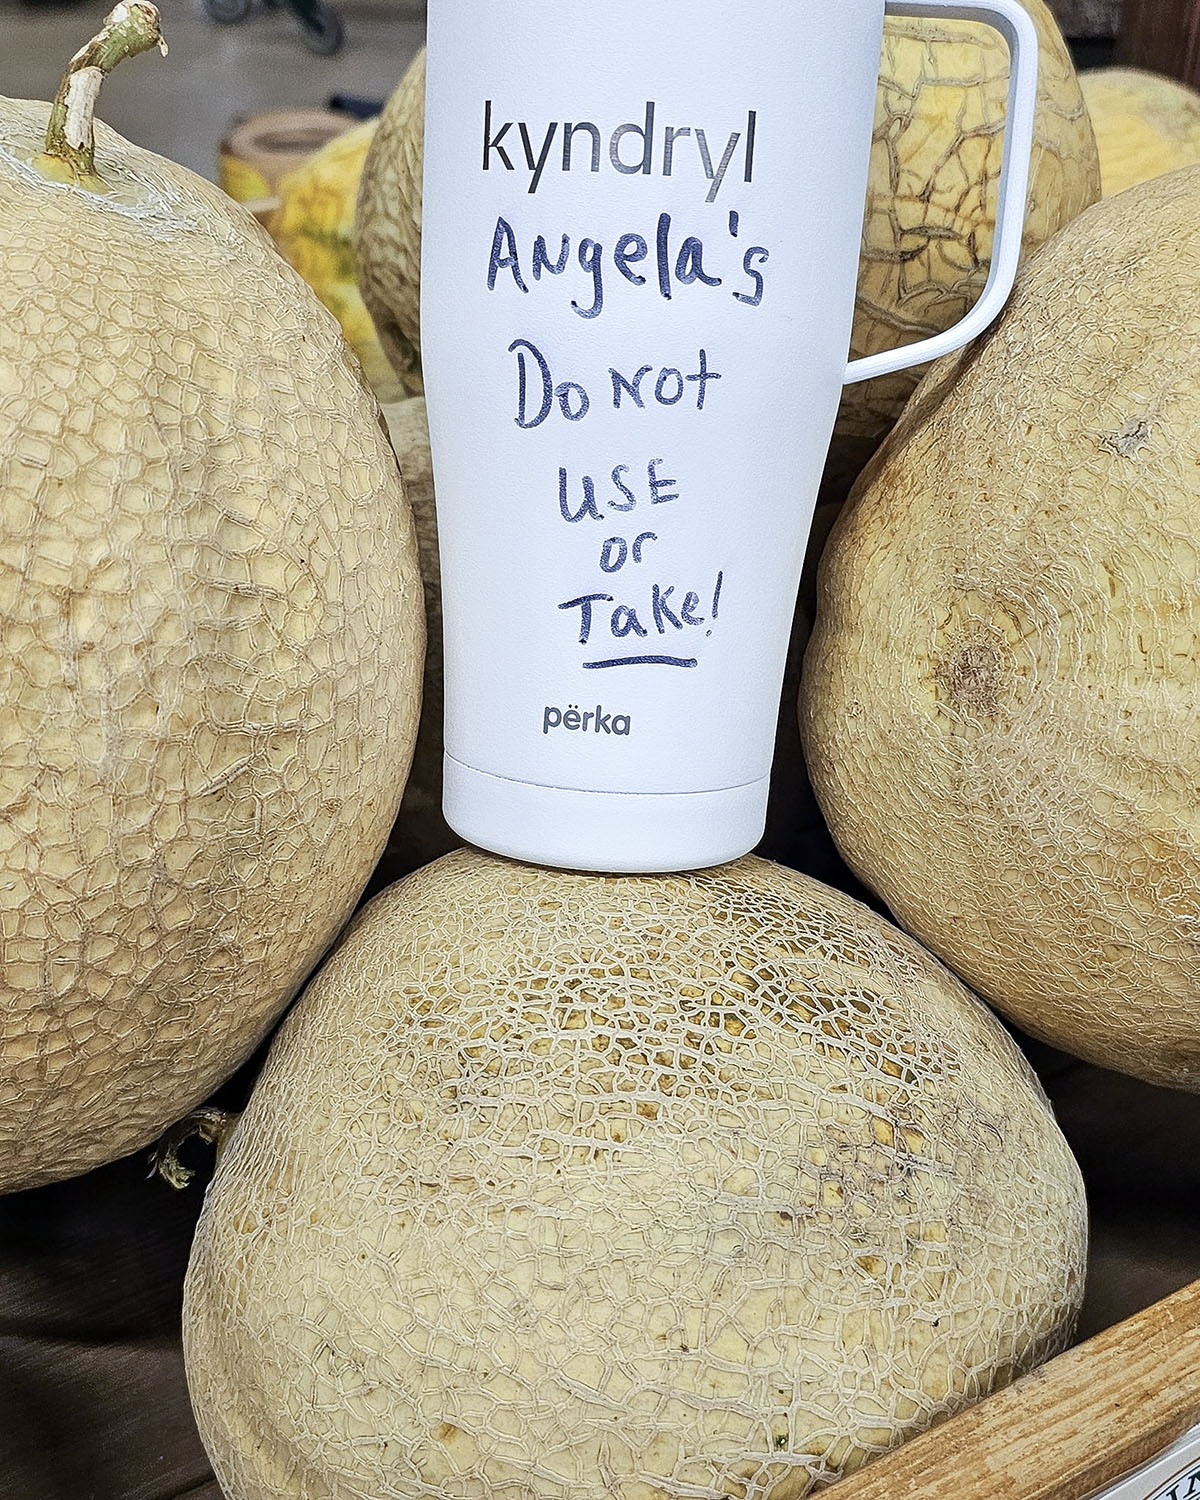 kyndryl
Angela's
Do Not
USE
or
Take!
përka